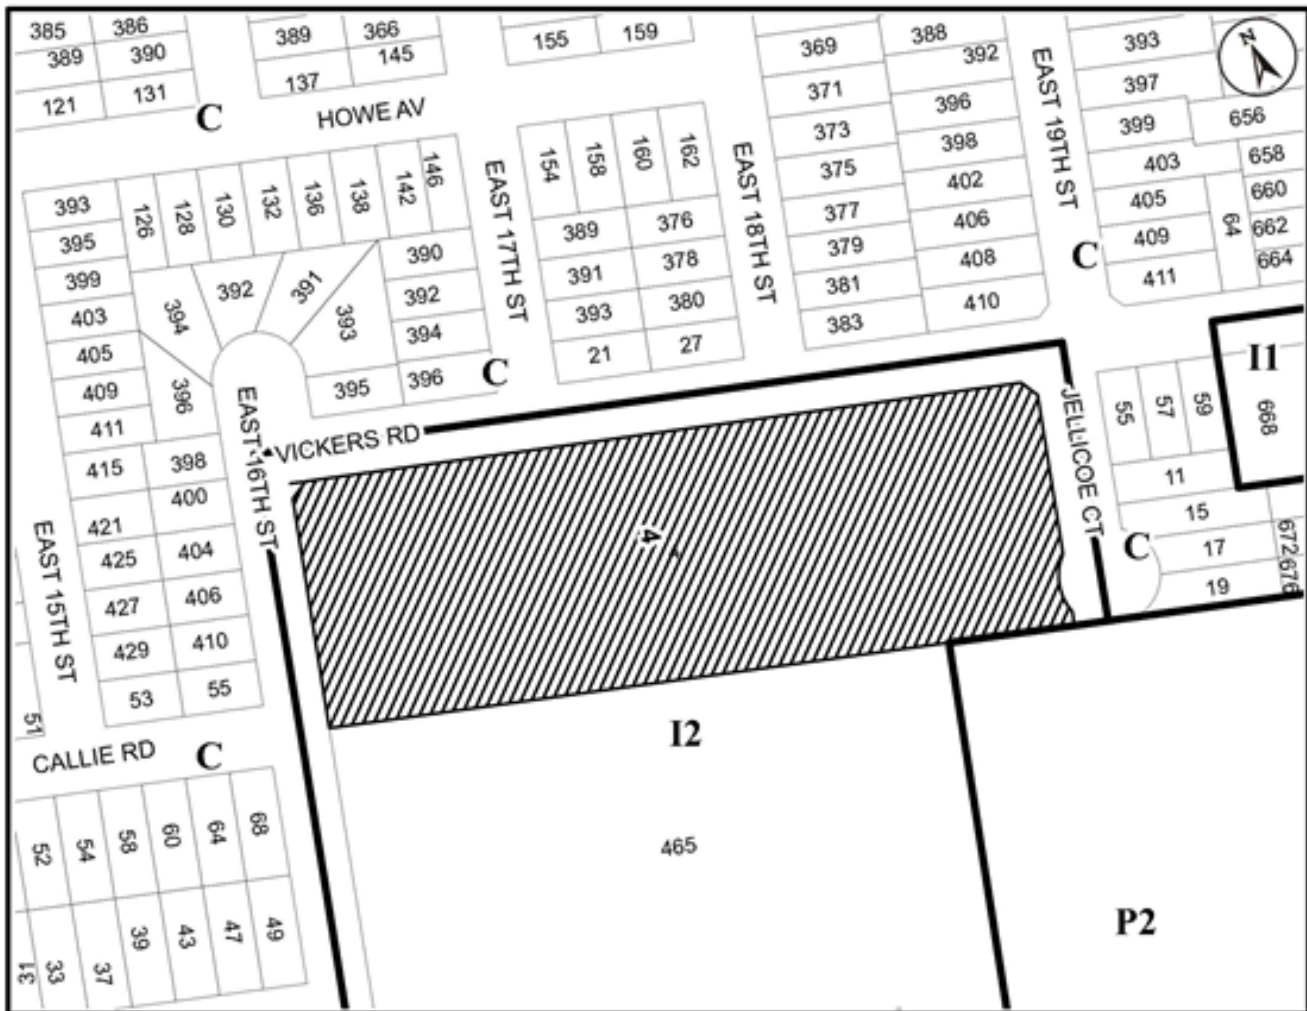 385 386 389 366 155 159 369 388 393
389 390 137 145 392 397 N
121 131 371 396 399 656
C HOWE AV 373 398 403 658
393 126 128 130 132 136 138 142 146 154 158 160 162 375 402 405 64 660
395 389 376 377 406 409 662
399 394 392 391 393 390 391 378 379 408 C 411 664
403 392 393 380 381 410
405 394 21 27 383
409 396 395 396 C I1
411
EAST 15TH ST
EAST 16TH ST
EAST 17TH ST
EAST 18TH ST
EAST 19TH ST
VICKERS RD
JELLICOE CT
55 57 59 668
415 398 11
421 400 15
425 404 4 C 17 672
427 406 19 676
429 410
53 55
51
CALLIE RD C I2
52 54 58 60 64 68 465
31 33 37 39 43 47 49 P2